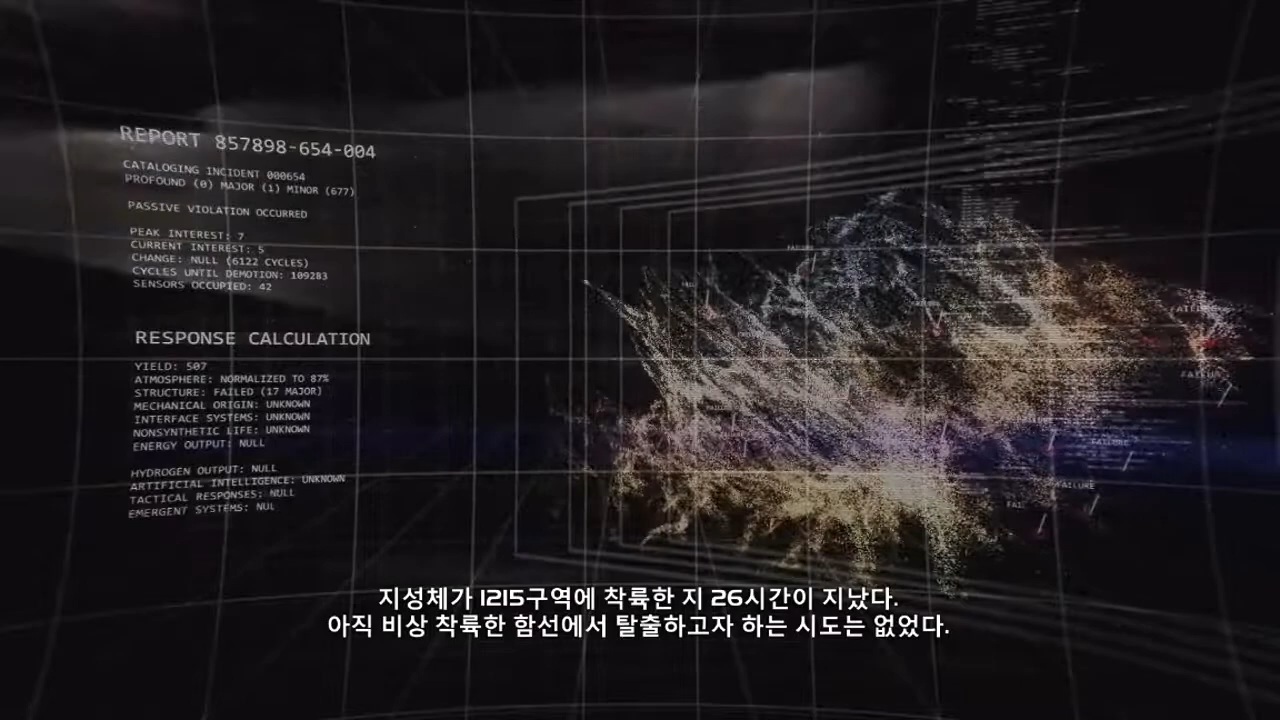 REPORT 857898-654-004
CATALOGING INCIDENT 000654
PROFOUND (0) MAJOR (1) MINOR (677)
PASSIVE VIOLATION OCCURRED
PEAK INTEREST: 7
CURRENT INTEREST: 5
CHANGE: NULL (6122 CYCLES)
CYCLES UNTIL DEMOTION: 109283
SENSORS OCCUPIED: 42
RESPONSE CALCULATION
YIELD: 507
ATMOSPHERE: NORMALIZED TO 87%
STRUCTURE: FAILED (17 MAJOR)
MECHANICAL ORIGIN: UNKNOWN
INTERFACE SYSTEMS: UNKNOWN
NONSYNTHETIC LIFE: UNKNOWN
ENERGY OUTPUT: NULL
HYDROGEN OUTPUT: NULL
ARTIFICIAL INTELLIGENCE: UNKNOWN
TACTICAL RESPONSES: NULL
EMERGENT SYSTEMS: NUL
FAILURE
FAILURE
지성체가 1215구역에 착륙한 지 26시간이 지났다.
아직 비상 착륙한 함선에서 탈출하고자 하는 시도는 없었다.